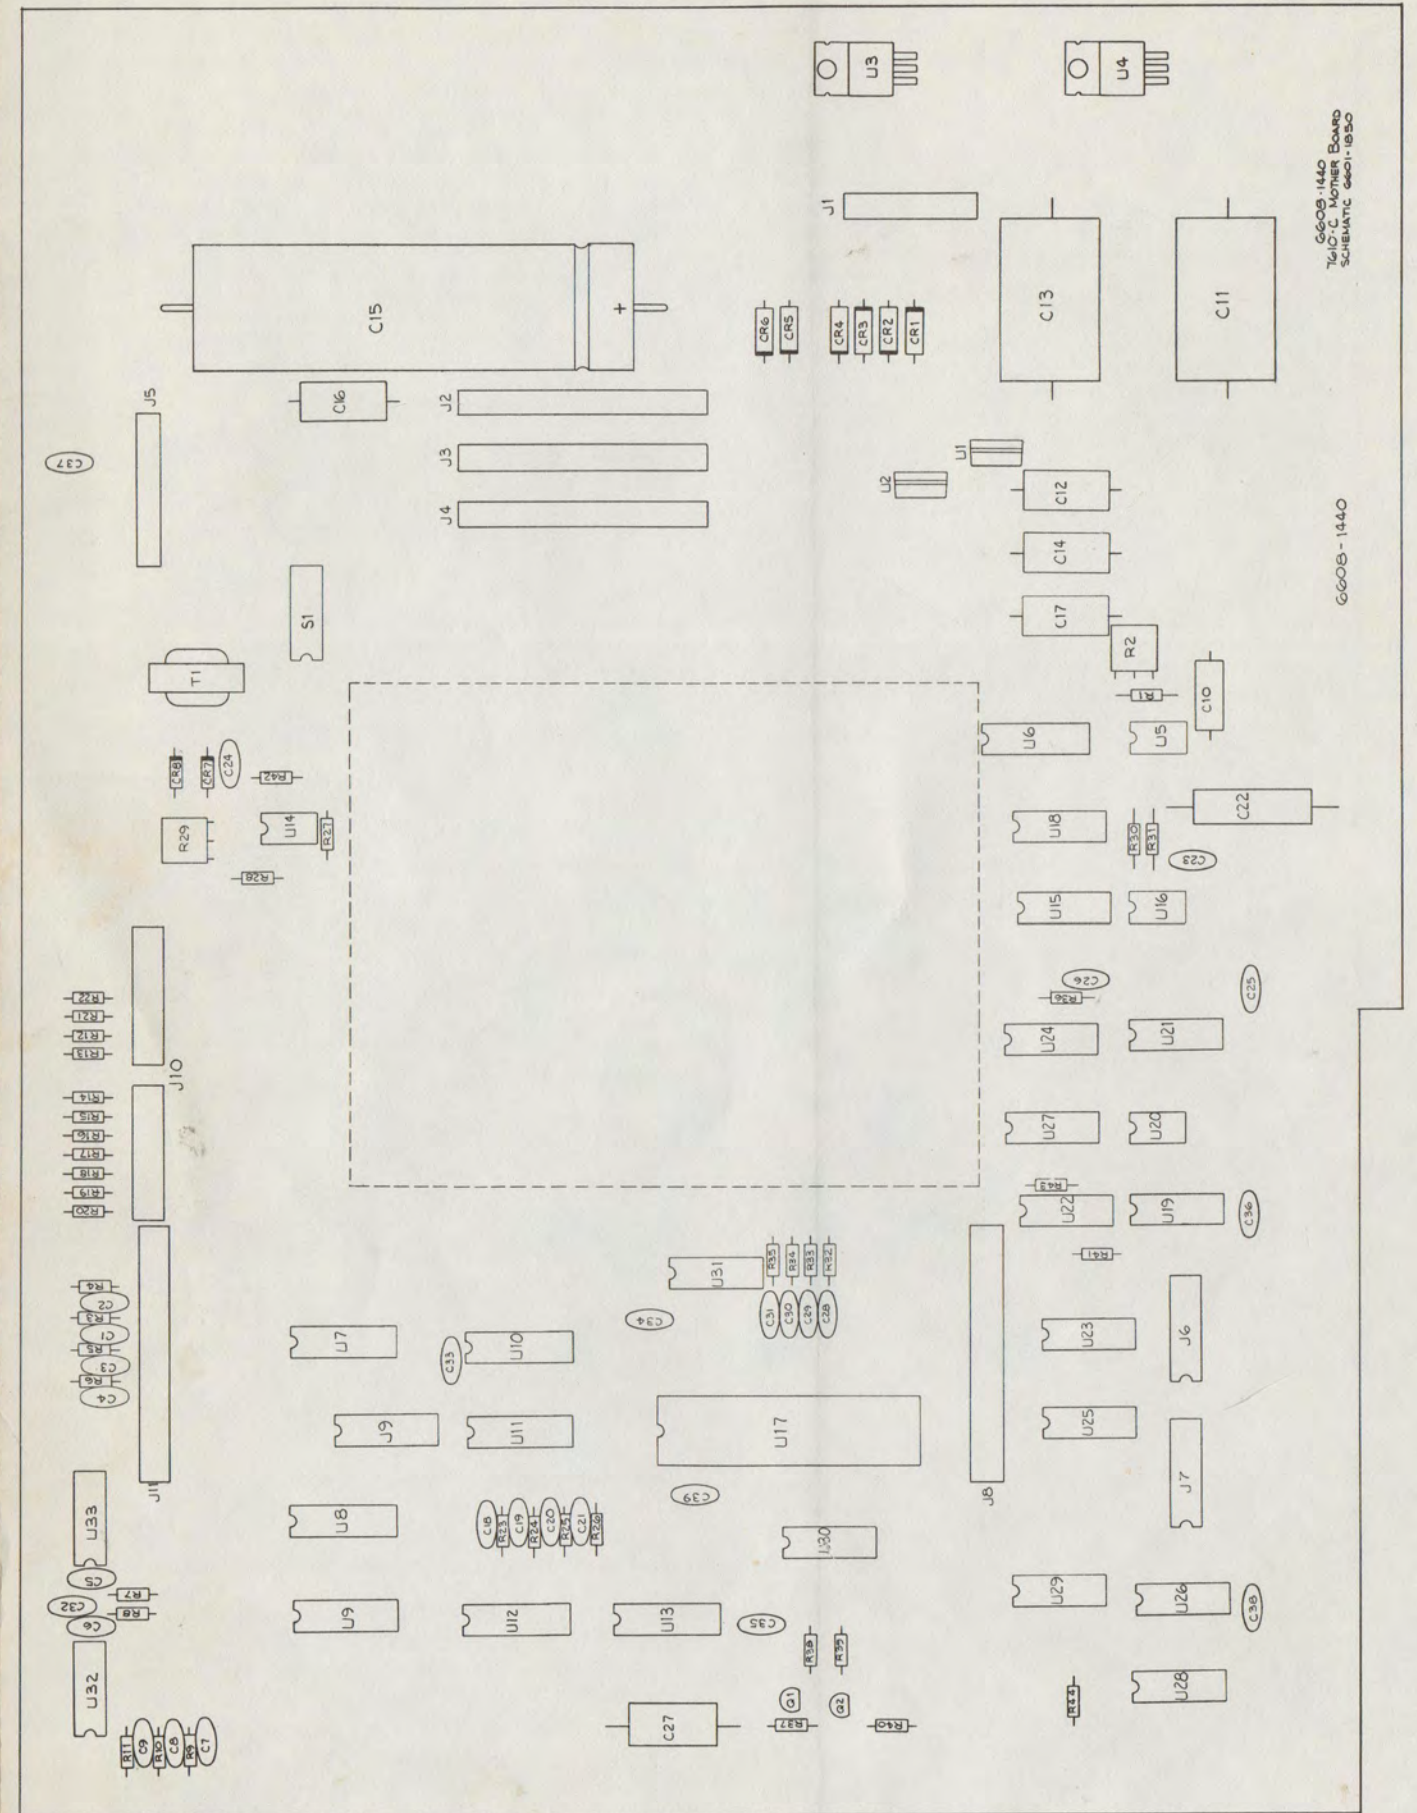 U3
U4
6608-1440
7610-C MOTHER BOARD
SCHEMATIC 6601-1850
J1
C15
+
C13
C11
CR6
CR5
CR4
CR3
CR2
CR1
J5
C16
J2
C37
J3
J4
U1
U2
C12
6608-1440
C14
C17
S1
R2
T1
R1
C10
U6
U5
CR8
CR7
C24
R42
C22
R29
U14
R27
U18
R30
R31
C23
R28
U15
U16
R22
R21
R12
R13
C26
R36
C25
U24
U21
J10
R14
R15
R16
R17
R18
R19
R20
U27
U20
R43
U22
U19
C36
R41
U31
R35
R34
R33
R32
R4
C2
R3
C1
R5
C3
R6
C4
C34
C31
C30
C29
C28
U7
C33
U10
U23
J6
J9
U11
U17
U25
J7
J11
J8
C39
U33
U8
C18
R23
C19
R24
C20
R25
C21
R26
U30
C5
R7
C32
R8
C6
U9
U12
U13
C35
U29
U26
C38
R38
R39
U32
Q1
Q2
R44
U28
C27
R37
R40
R11
C9
R10
C8
R9
C7